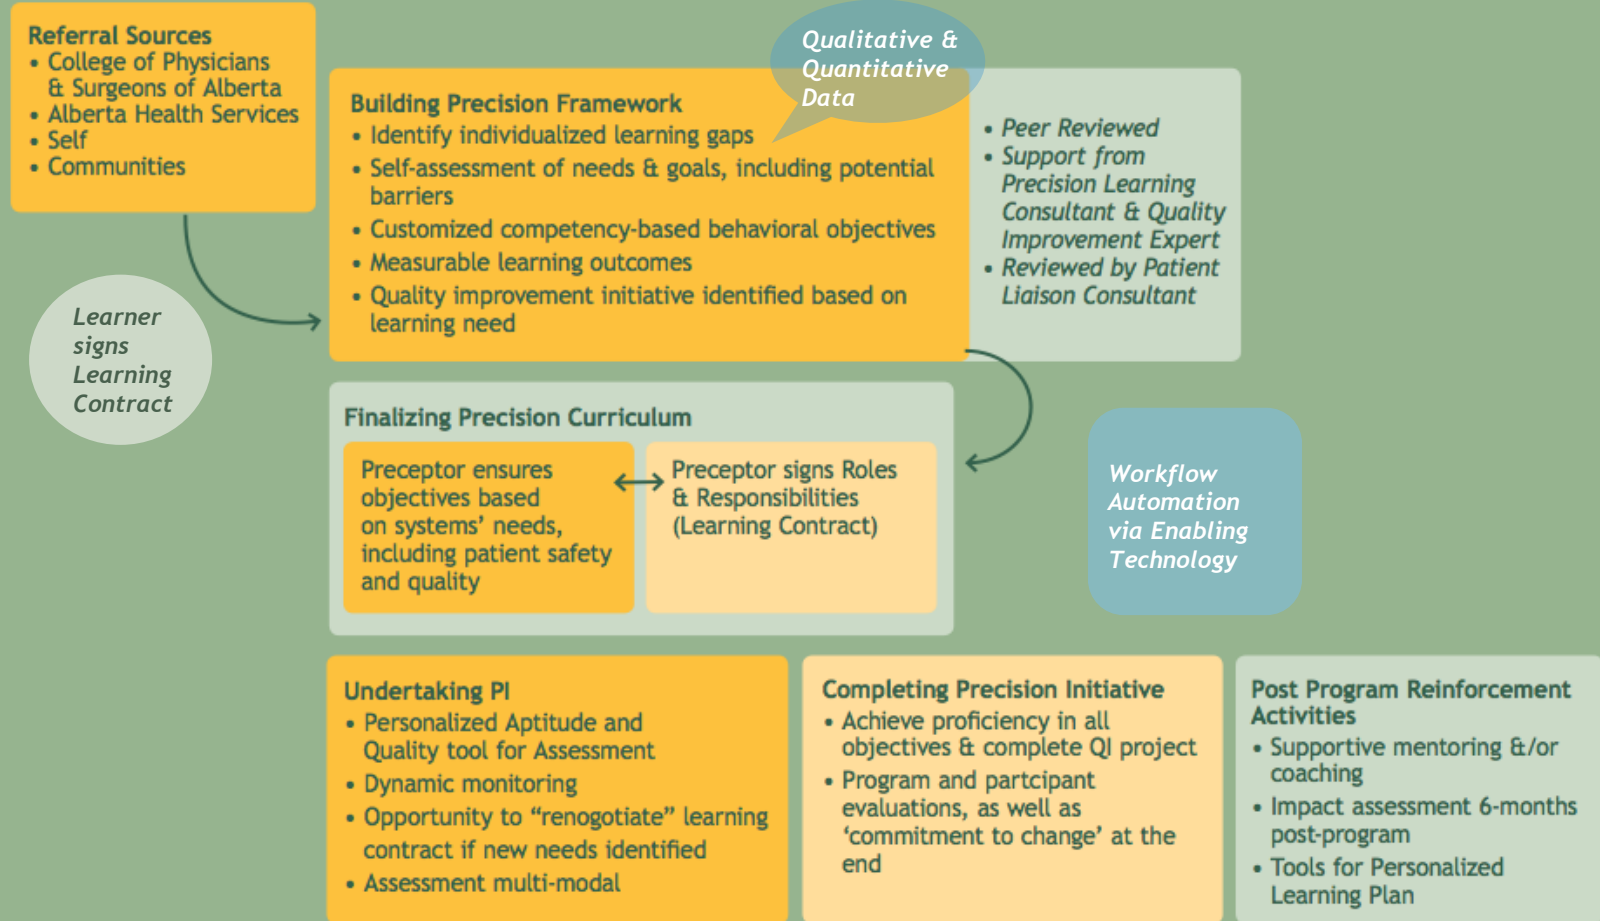 Referral Sources
• College of Physicians
& Surgeons of Alberta
• Alberta Health Services
• Self
• Communities
Learner
signs
Learning
Contract
Qualitative &
Quantitative
Data
Building Precision Framework
• Identify individualized learning gaps
• Self-assessment of needs & goals, including potential
barriers
• Customized competency-based behavioral objectives
• Measurable learning outcomes
• Quality improvement initiative identified based on
learning need
• Peer Reviewed
• Support from
Precision Learning
Consultant & Quality
Improvement Expert
• Reviewed by Patient
Liaison Consultant
Finalizing Precision Curriculum
Preceptor ensures
objectives based
on systems’ needs,
including patient safety
and quality
Preceptor signs Roles
& Responsibilities
(Learning Contract)
Workflow
Automation
via Enabling
Technology
Undertaking PI
• Personalized Aptitude and
Quality tool for Assessment
• Dynamic monitoring
• Opportunity to “renogotiate” learning
contract if new needs identified
• Assessment multi-modal
Completing Precision Initiative
• Achieve proficiency in all
objectives & complete QI project
• Program and partcipant
evaluations, as well as
‘commitment to change’ at the
end
Post Program Reinforcement
Activities
• Supportive mentoring &/or
coaching
• Impact assessment 6-months
post-program
• Tools for Personalized
Learning Plan